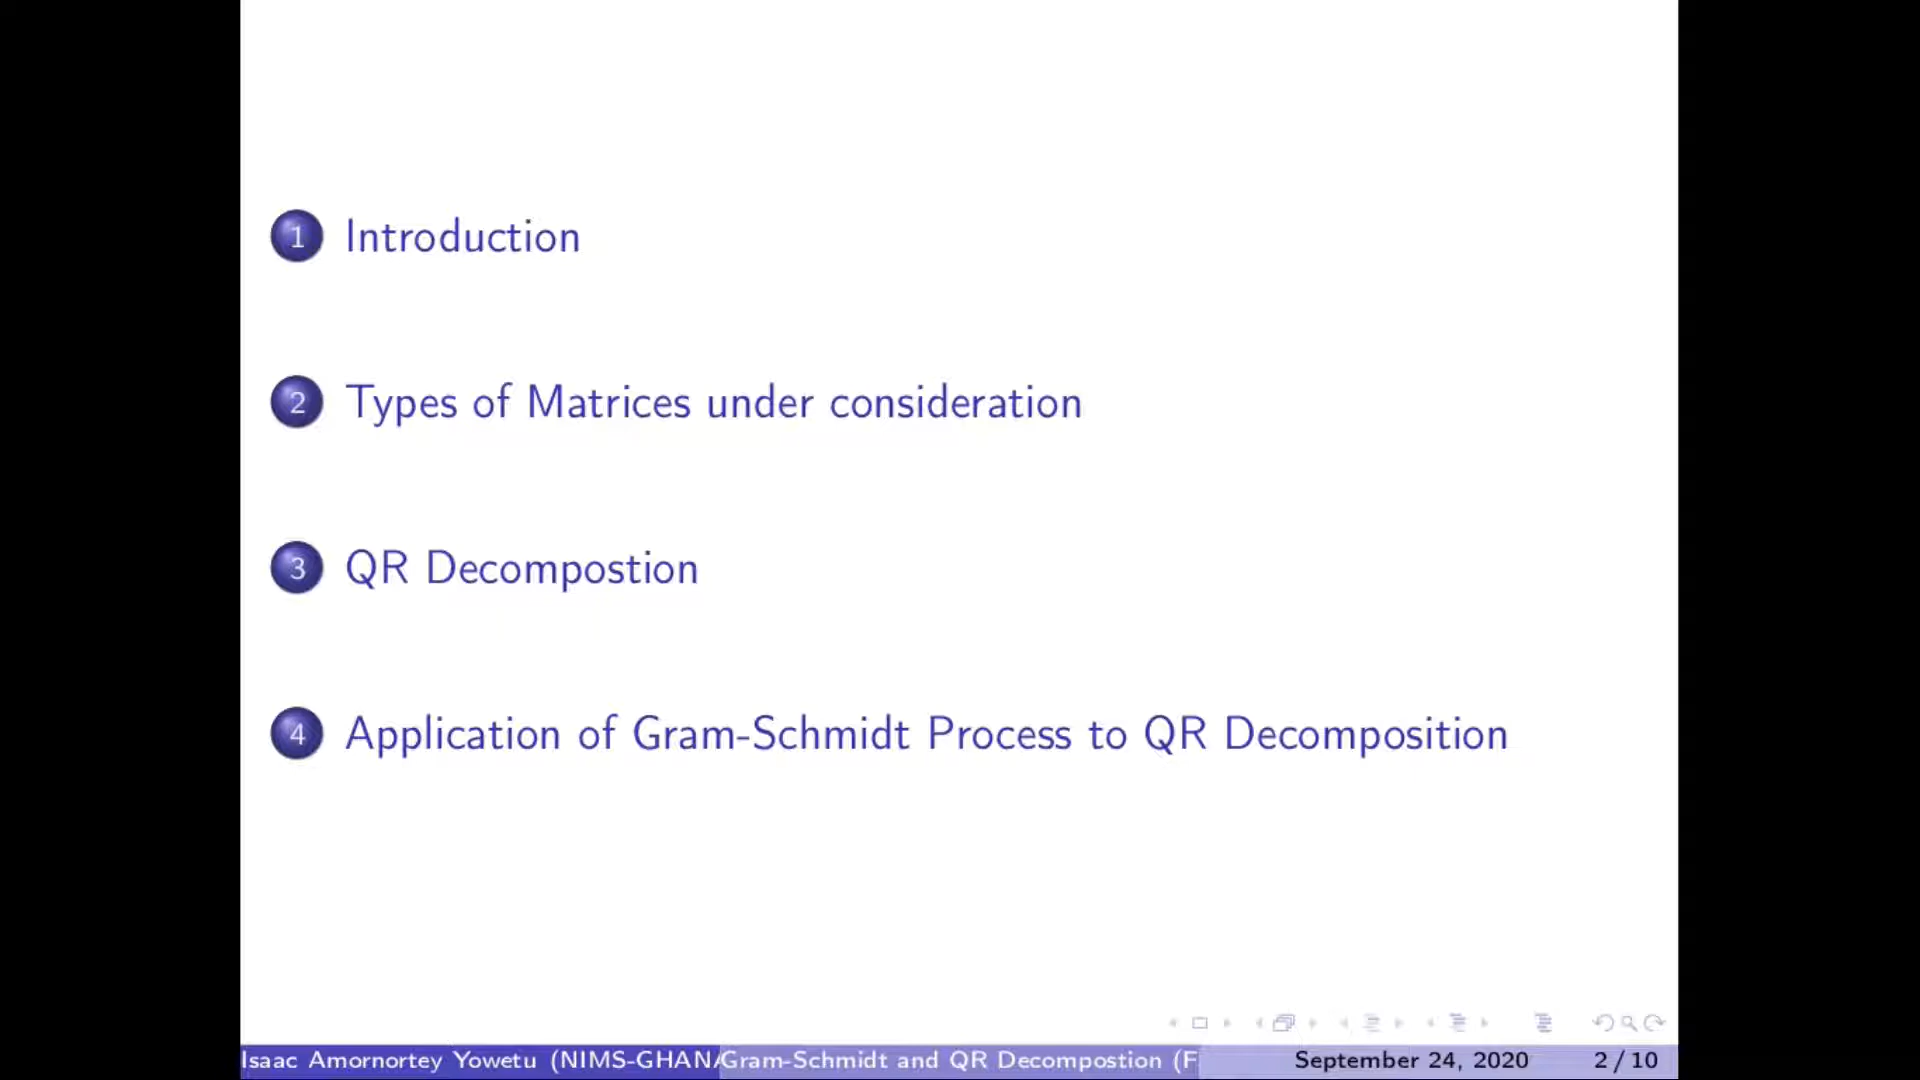 1 Introduction
2 Types of Matrices under consideration
3 QR Decompostion
4 Application of Gram-Schmidt Process to QR Decomposition
Isaac Amornortey Yowetu (NIMS-GHANA Gram-Schmidt and QR Decompostion (F September 24, 2020 2 / 10